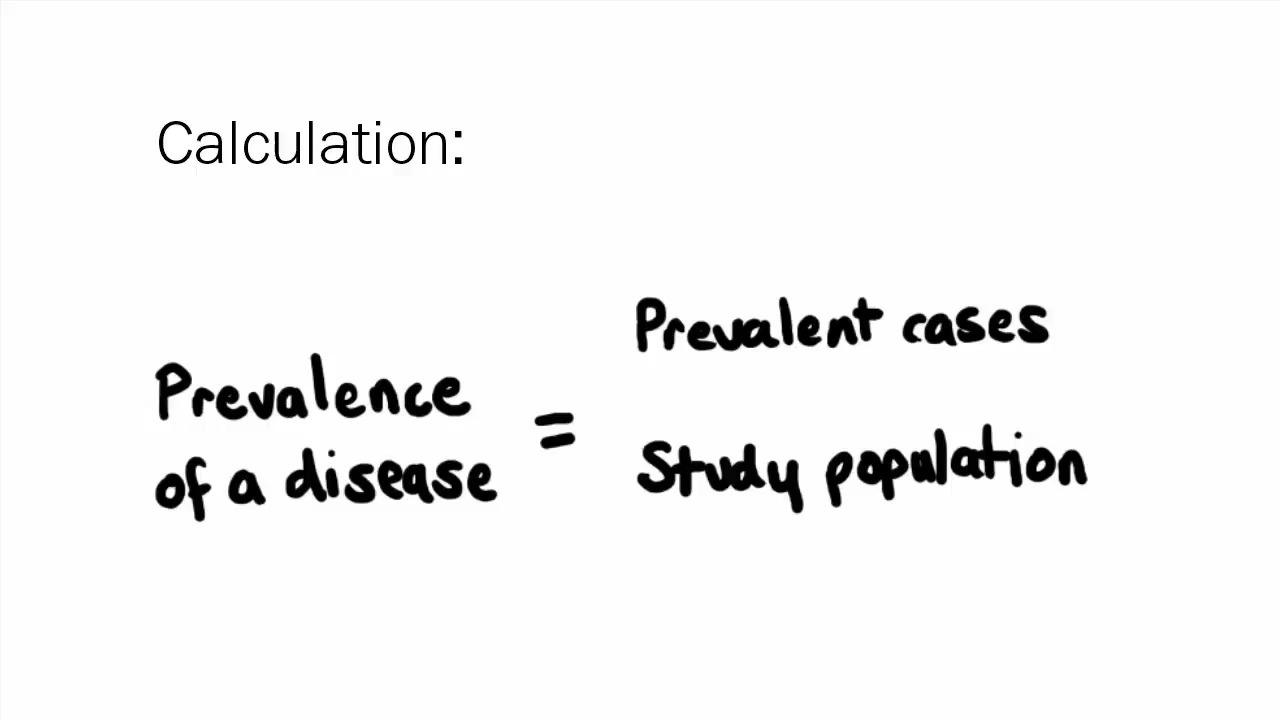 Calculation:
Prevalence
of a disease
=
Prevalent cases
Study population